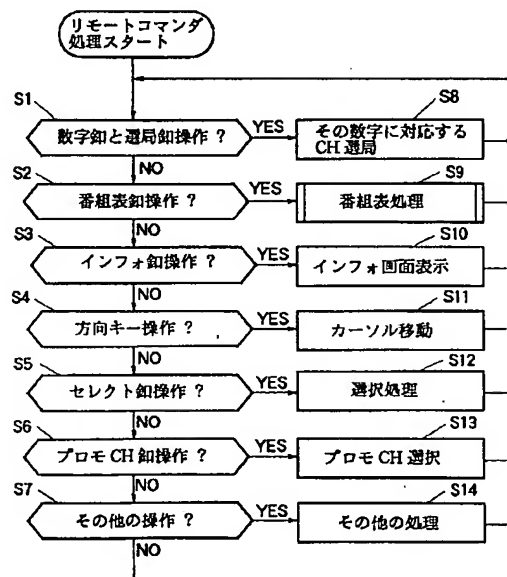 リモートコマンダ
処理スタート
S1
数字釦と選局釦操作 ?
YES
S8
その数字に対応する
CH 選局
NO
S2
番組表釦操作 ?
YES
S9
番組表処理
NO
S3
インフォ釦操作 ?
YES
S10
インフォ画面表示
NO
S4
方向キー操作 ?
YES
S11
カーソル移動
NO
S5
セレクト釦操作 ?
YES
S12
選択処理
NO
S6
プロモ CH 釦操作 ?
YES
S13
プロモ CH 選択
NO
S7
その他の操作 ?
YES
S14
その他の処理
NO